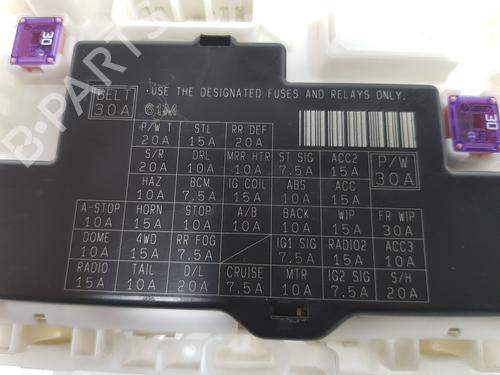 30
BELT
30A
61M
·USE THE DESIGNATED FUSES AND RELAYS ONLY.
P/W T STL RR DEF
20A 15A 20A
S/R DRL MRR HTR ST SIG ACC2 P/W
20A 10A 10A 7.5A 15A 30A
HAZ BCM IG COIL ABS ACC
10A 7.5A 15A 10A 15A
A-STOP HORN STOP A/B BACK WIP FR WIP
10A 15A 10A 10A 10A 15A 30A
DOME 4WD RR FOG IG1 SIG RADIO2 ACC3
10A 15A 7.5A 7.5A 15A 10A
RADIO TAIL D/L CRUISE MTR IG2 SIG S/H
15A 10A 20A 7.5A 10A 7.5A 20A
30
B-PARTS